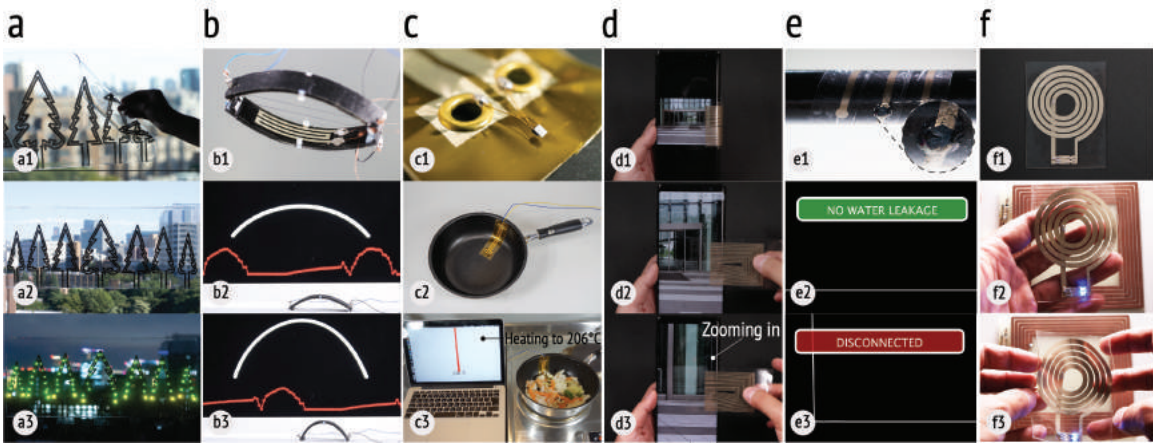 a b c d e f
a1 b1 c1 d1 e1 f1
NO WATER LEAKAGE
a2 b2 c2 d2 e2 f2
Zooming in
Heating to 206°C
DISCONNECTED
a3 b3 c3 d3 e3 f3